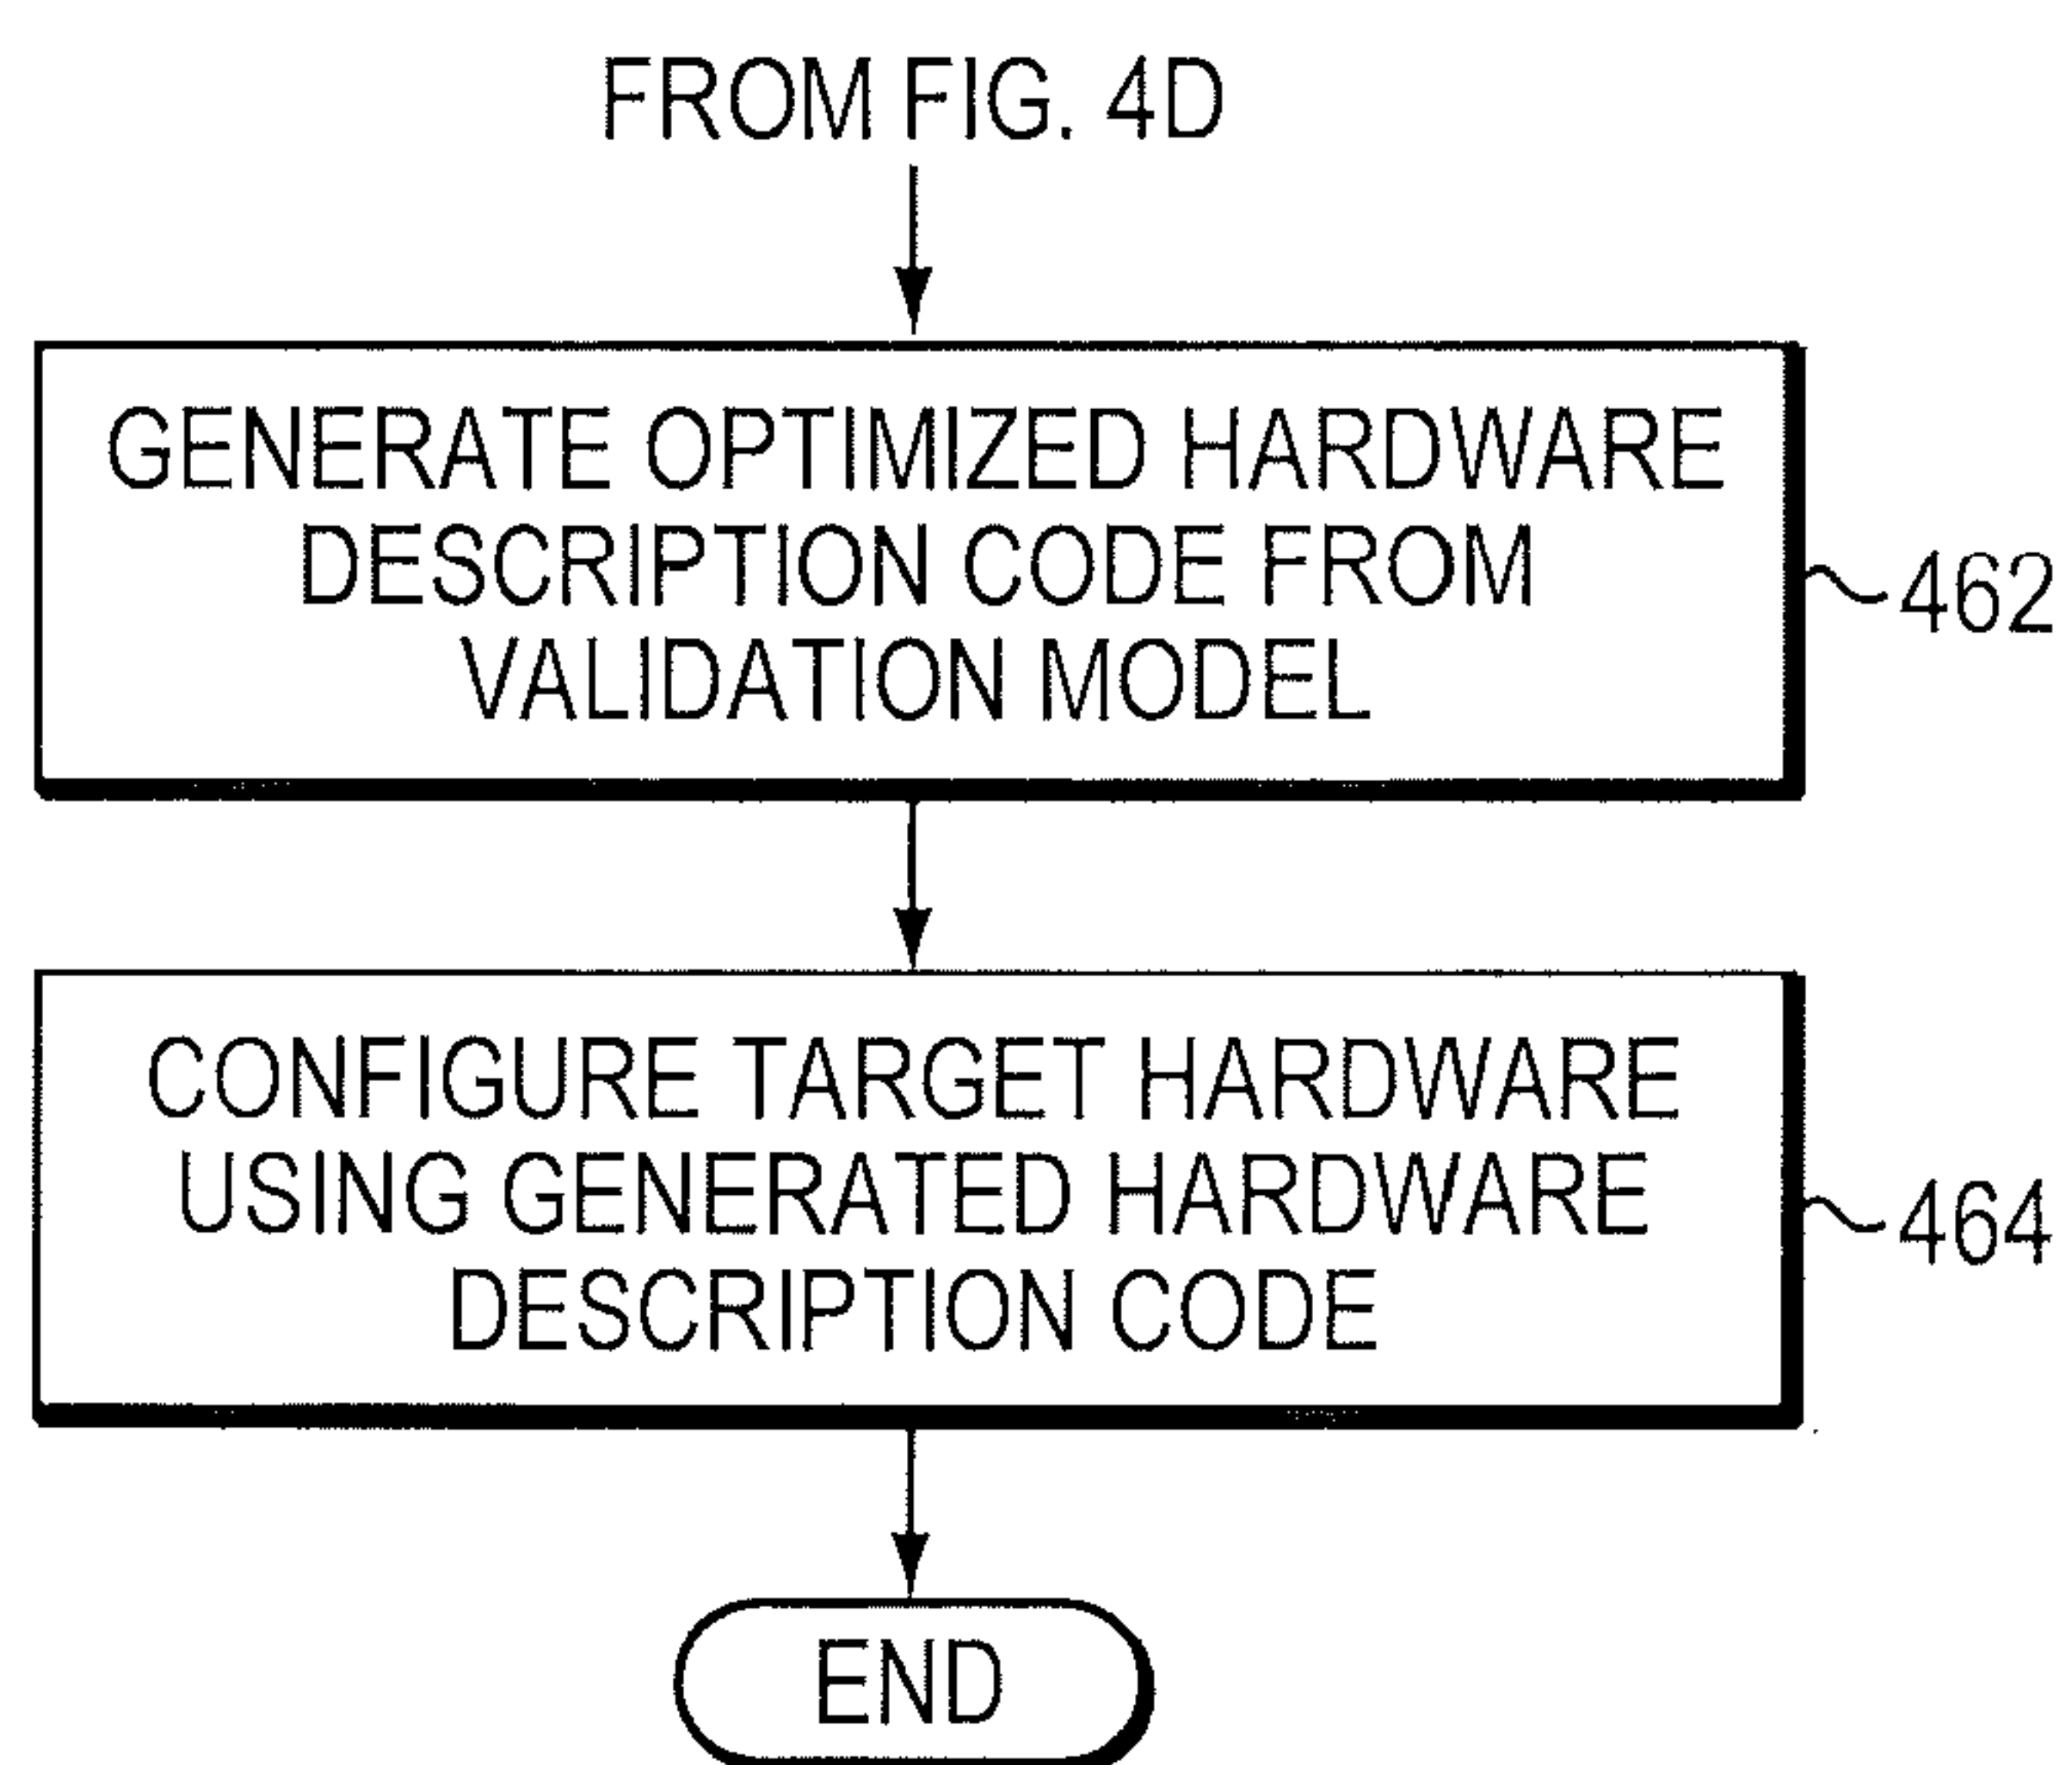 FROM FIG. 4D
GENERATE OPTIMIZED HARDWARE
DESCRIPTION CODE FROM
VALIDATION MODEL
462
CONFIGURE TARGET HARDWARE
USING GENERATED HARDWARE
DESCRIPTION CODE
464
END